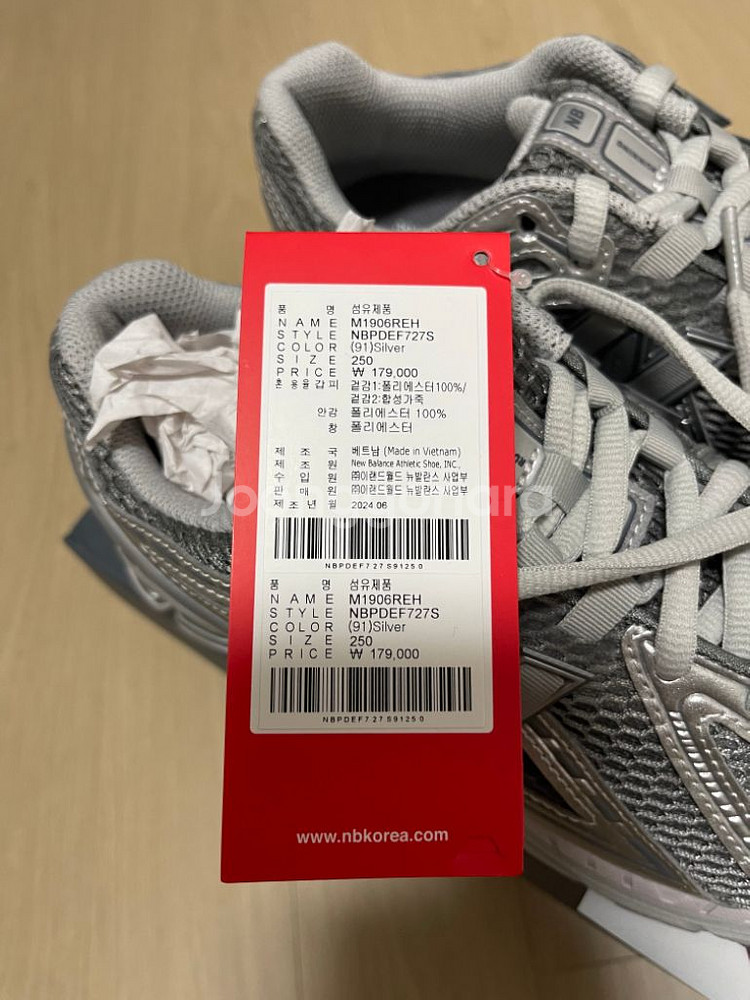 NB
품 명 섬유제품
NAME M1906REH
STYLE NBPDEF727S
COLOR (91)Silver
SIZE 250
PRICE ₩ 179,000
혼용율 갑피 겉감1:폴리에스터100%/
겉감2:합성가죽
안감 폴리에스터 100%
창 폴리에스터
제조국 베트남 (Made in Vietnam)
제조원 New Balance Athletic Shoe, INC.,
수입원 ㈜이랜드월드 뉴발란스 사업부
판매원 ㈜이랜드월드 뉴발란스 사업부
제조년월 2024.06
Joonggonara
NBPDEF727S91250
품 명 섬유제품
NAME M1906REH
STYLE NBPDEF727S
COLOR (91)Silver
SIZE 250
PRICE ₩ 179,000
NBPDEF727S91250
www.nbkorea.com